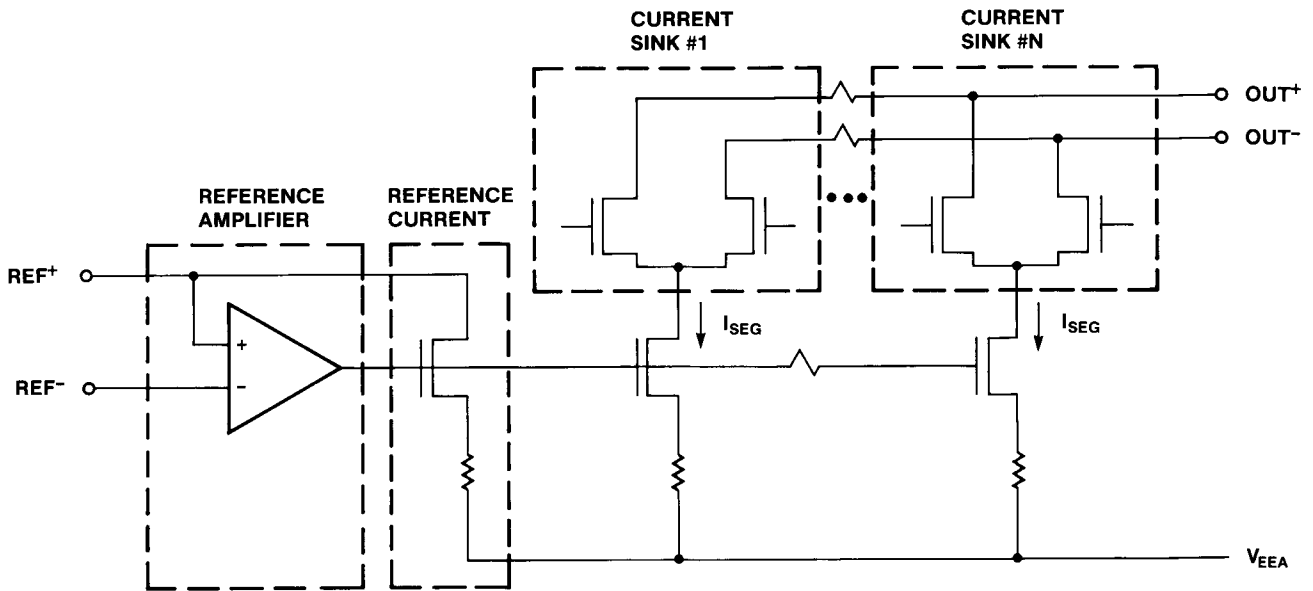 CURRENT
SINK #1
CURRENT
SINK #N
OUT+
OUT-
REFERENCE
AMPLIFIER
REFERENCE
CURRENT
REF+
REF-
+
-
ISEG
ISEG
VEEA